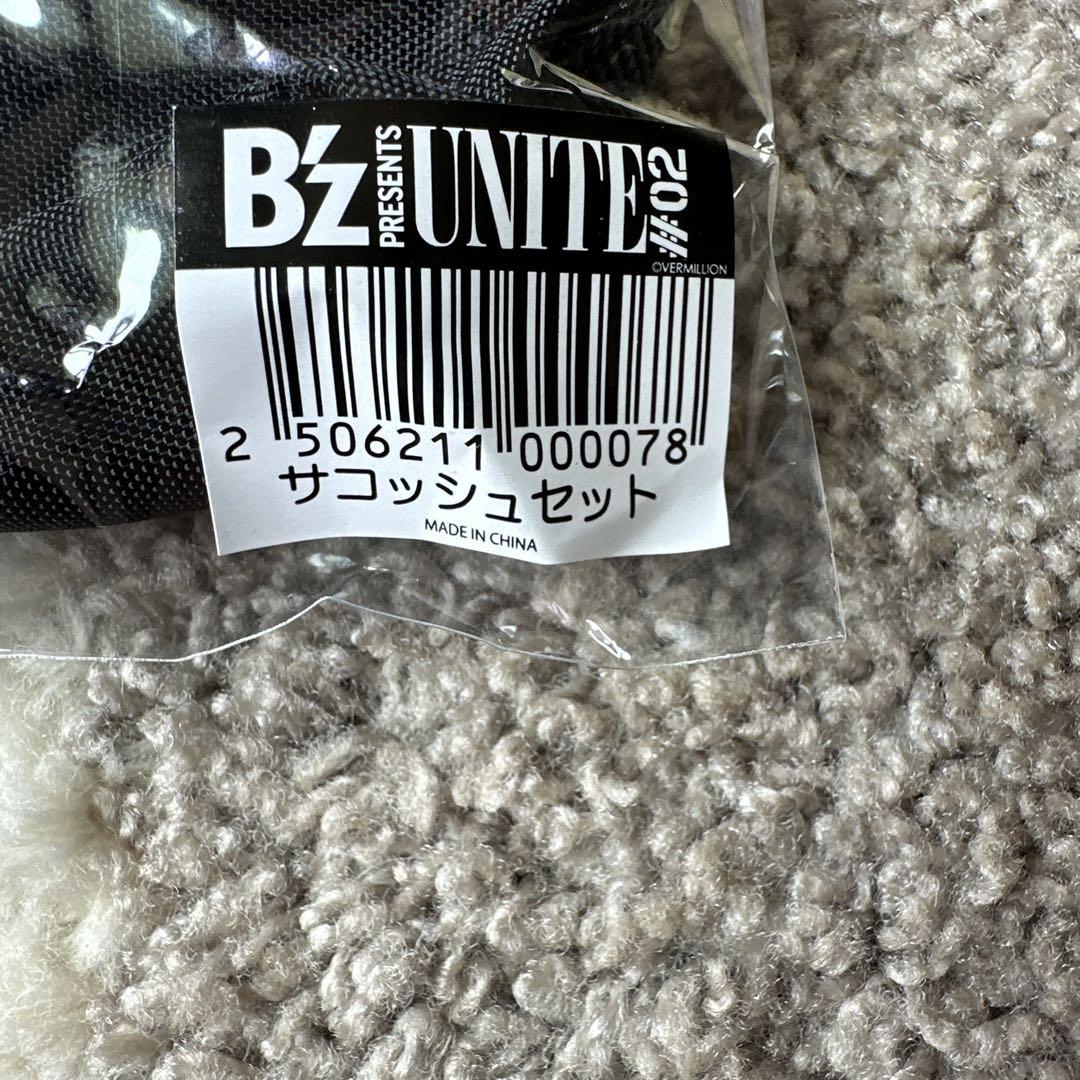 B'z PRESENTS UNITE #02
©VERMILLION
2 506211 000078
サコッシュセット
MADE IN CHINA